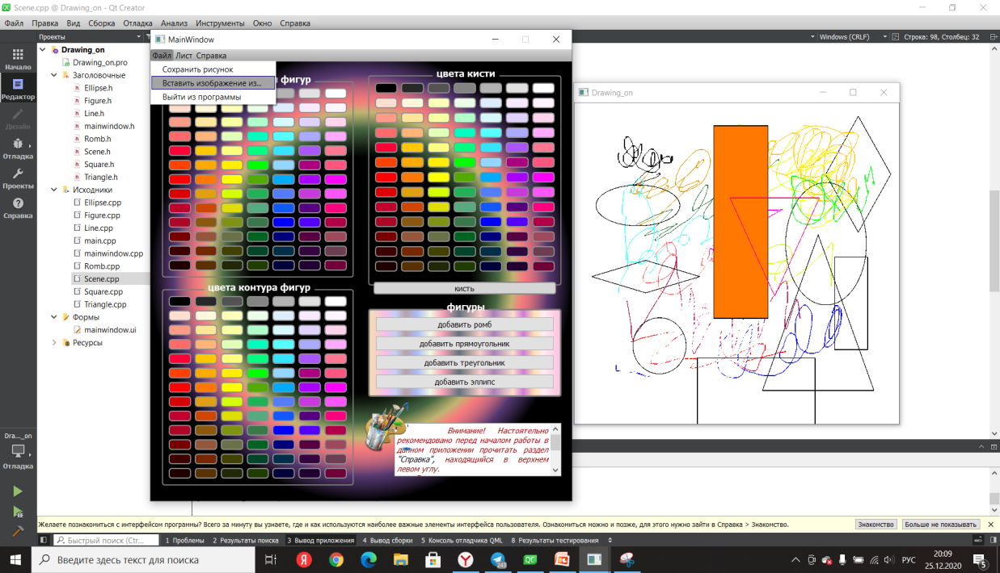 Scene.cpp @ Drawing_on - Qt Creator
Файл Правка Вид Сборка Отладка Анализ Инструменты Окно Справка
Проекты
Windows (CRLF)
Строка: 98, Столбец: 32
Начало
Редактор
Дизайн
Отладка
Проекты
Справка
Drawing_on
Drawing_on.pro
Заголовочные
Ellipse.h
Figure.h
Line.h
mainwindow.h
Romb.h
Scene.h
Square.h
Triangle.h
Исходники
Ellipse.cpp
Figure.cpp
Line.cpp
main.cpp
mainwindow.cpp
Romb.cpp
Scene.cpp
Square.cpp
Triangle.cpp
Формы
mainwindow.ui
Ресурсы
MainWindow
Файл Лист Справка
Сохранить рисунок
Вставить изображение из...
Выйти из программы
фигур
цвета кисти
цвета контура фигур
кисть
фигуры
добавить ромб
добавить прямоугольник
добавить треугольник
добавить эллипс
Внимание! Настоятельно
рекомендовано перед началом работы в
данном приложении прочитать раздел
"Справка", находящийся в верхнем
левом углу.
Drawing_on
Dra..._on
Отладка
Желаете познакомиться с интерфейсом программы? Всего за минуту вы узнаете, где и как используются наиболее важные элементы интерфейса пользователя. Ознакомиться можно и позже, для этого нужно зайти в Справка > Знакомство.
Знакомство
Больше не показывать
Быстрый поиск (Ctr...
1 Проблемы
2 Результаты поиска
3 Вывод приложения
4 Вывод сборки
5 Консоль отладчика QML
8 Результаты тестирования
Введите здесь текст для поиска
243
РУС
20:09
25.12.2020
5